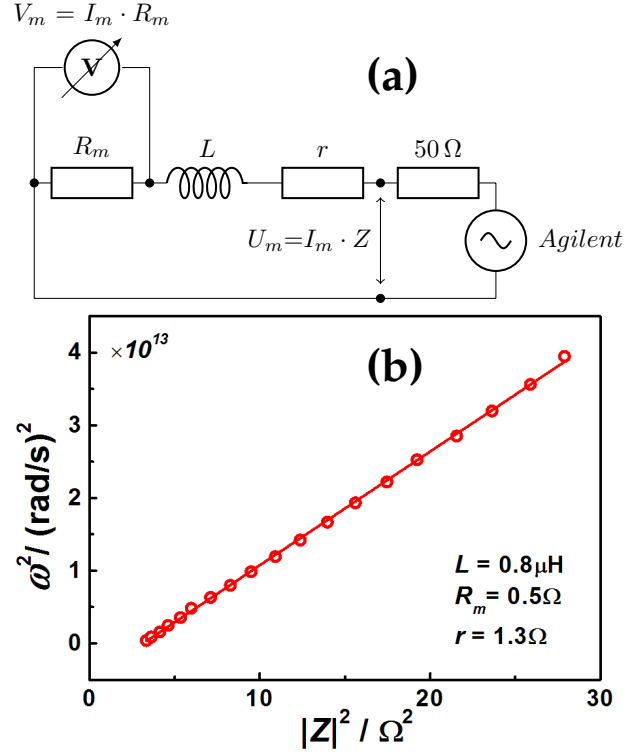 V_m = I_m · R_m
(a)
V
R_m
L
r
50 Ω
U_m=I_m · Z
Agilent
×10^13
(b)
4
3
2
1
0
ω^2/ (rad/s)^2
L = 0.8μH
R_m = 0.5Ω
r = 1.3Ω
0 10 20 30
|Z|^2 / Ω^2